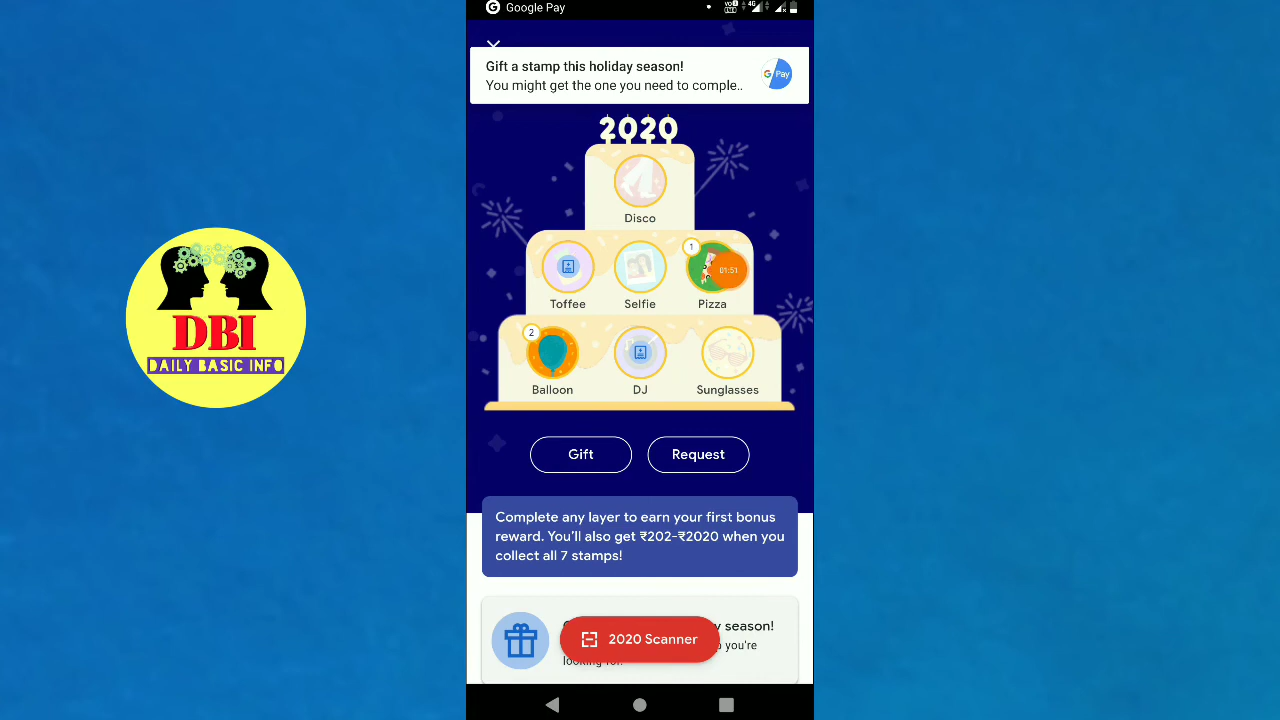 Google Pay
VO
4G
Gift a stamp this holiday season!
You might get the one you need to comple..
G Pay
2020
Disco
1
01:51
Toffee
Selfie
Pizza
2
Balloon
DJ
Sunglasses
DBI
DAILY BASIC INFO
Gift
Request
Complete any layer to earn your first bonus
reward. You'll also get ₹202-₹2020 when you
collect all 7 stamps!
season!
2020 Scanner
you're